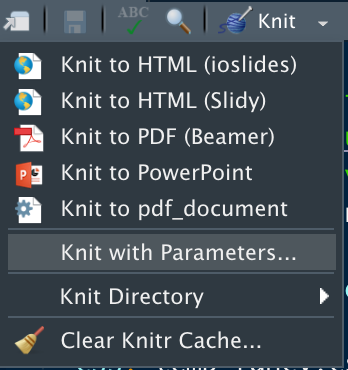 ABC
Knit
Knit to HTML (ioslides)
Knit to HTML (Slidy)
Knit to PDF (Beamer)
Knit to PowerPoint
Knit to pdf_document
Knit with Parameters...
Knit Directory
Clear Knitr Cache...